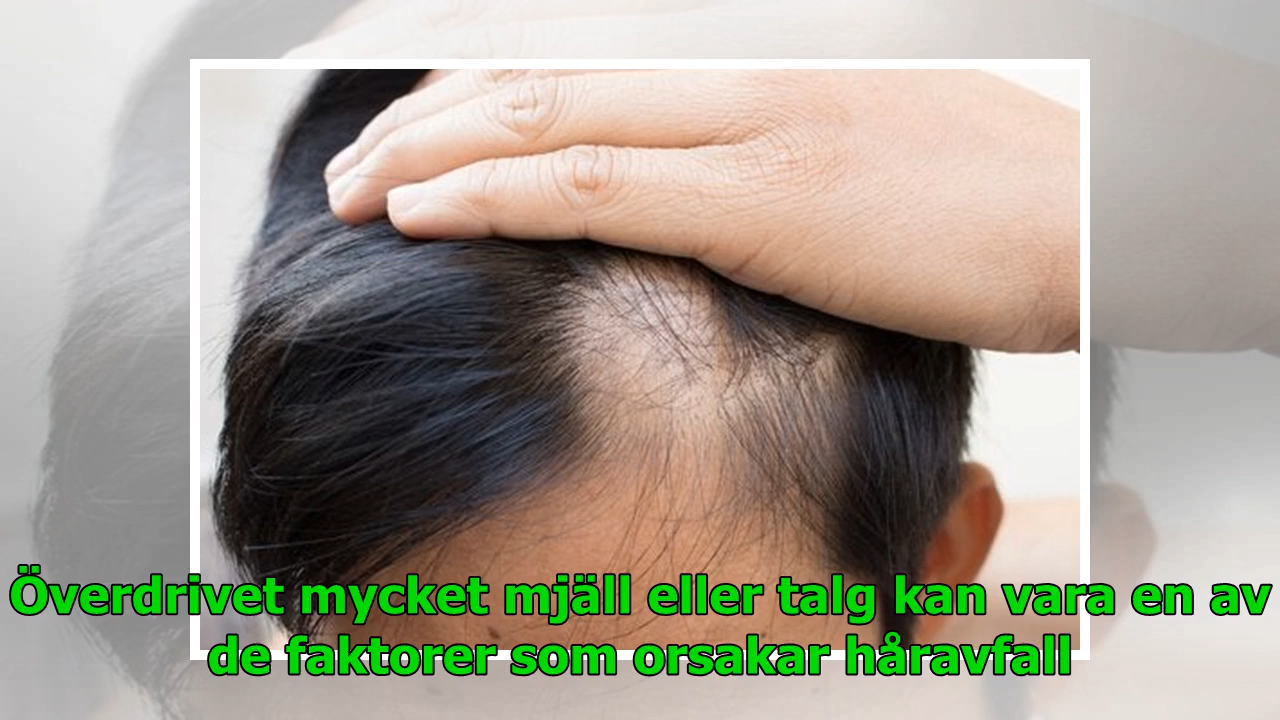 Överdrivet mycket mjäll eller talg kan vara en av
de faktorer som orsakar håravfall